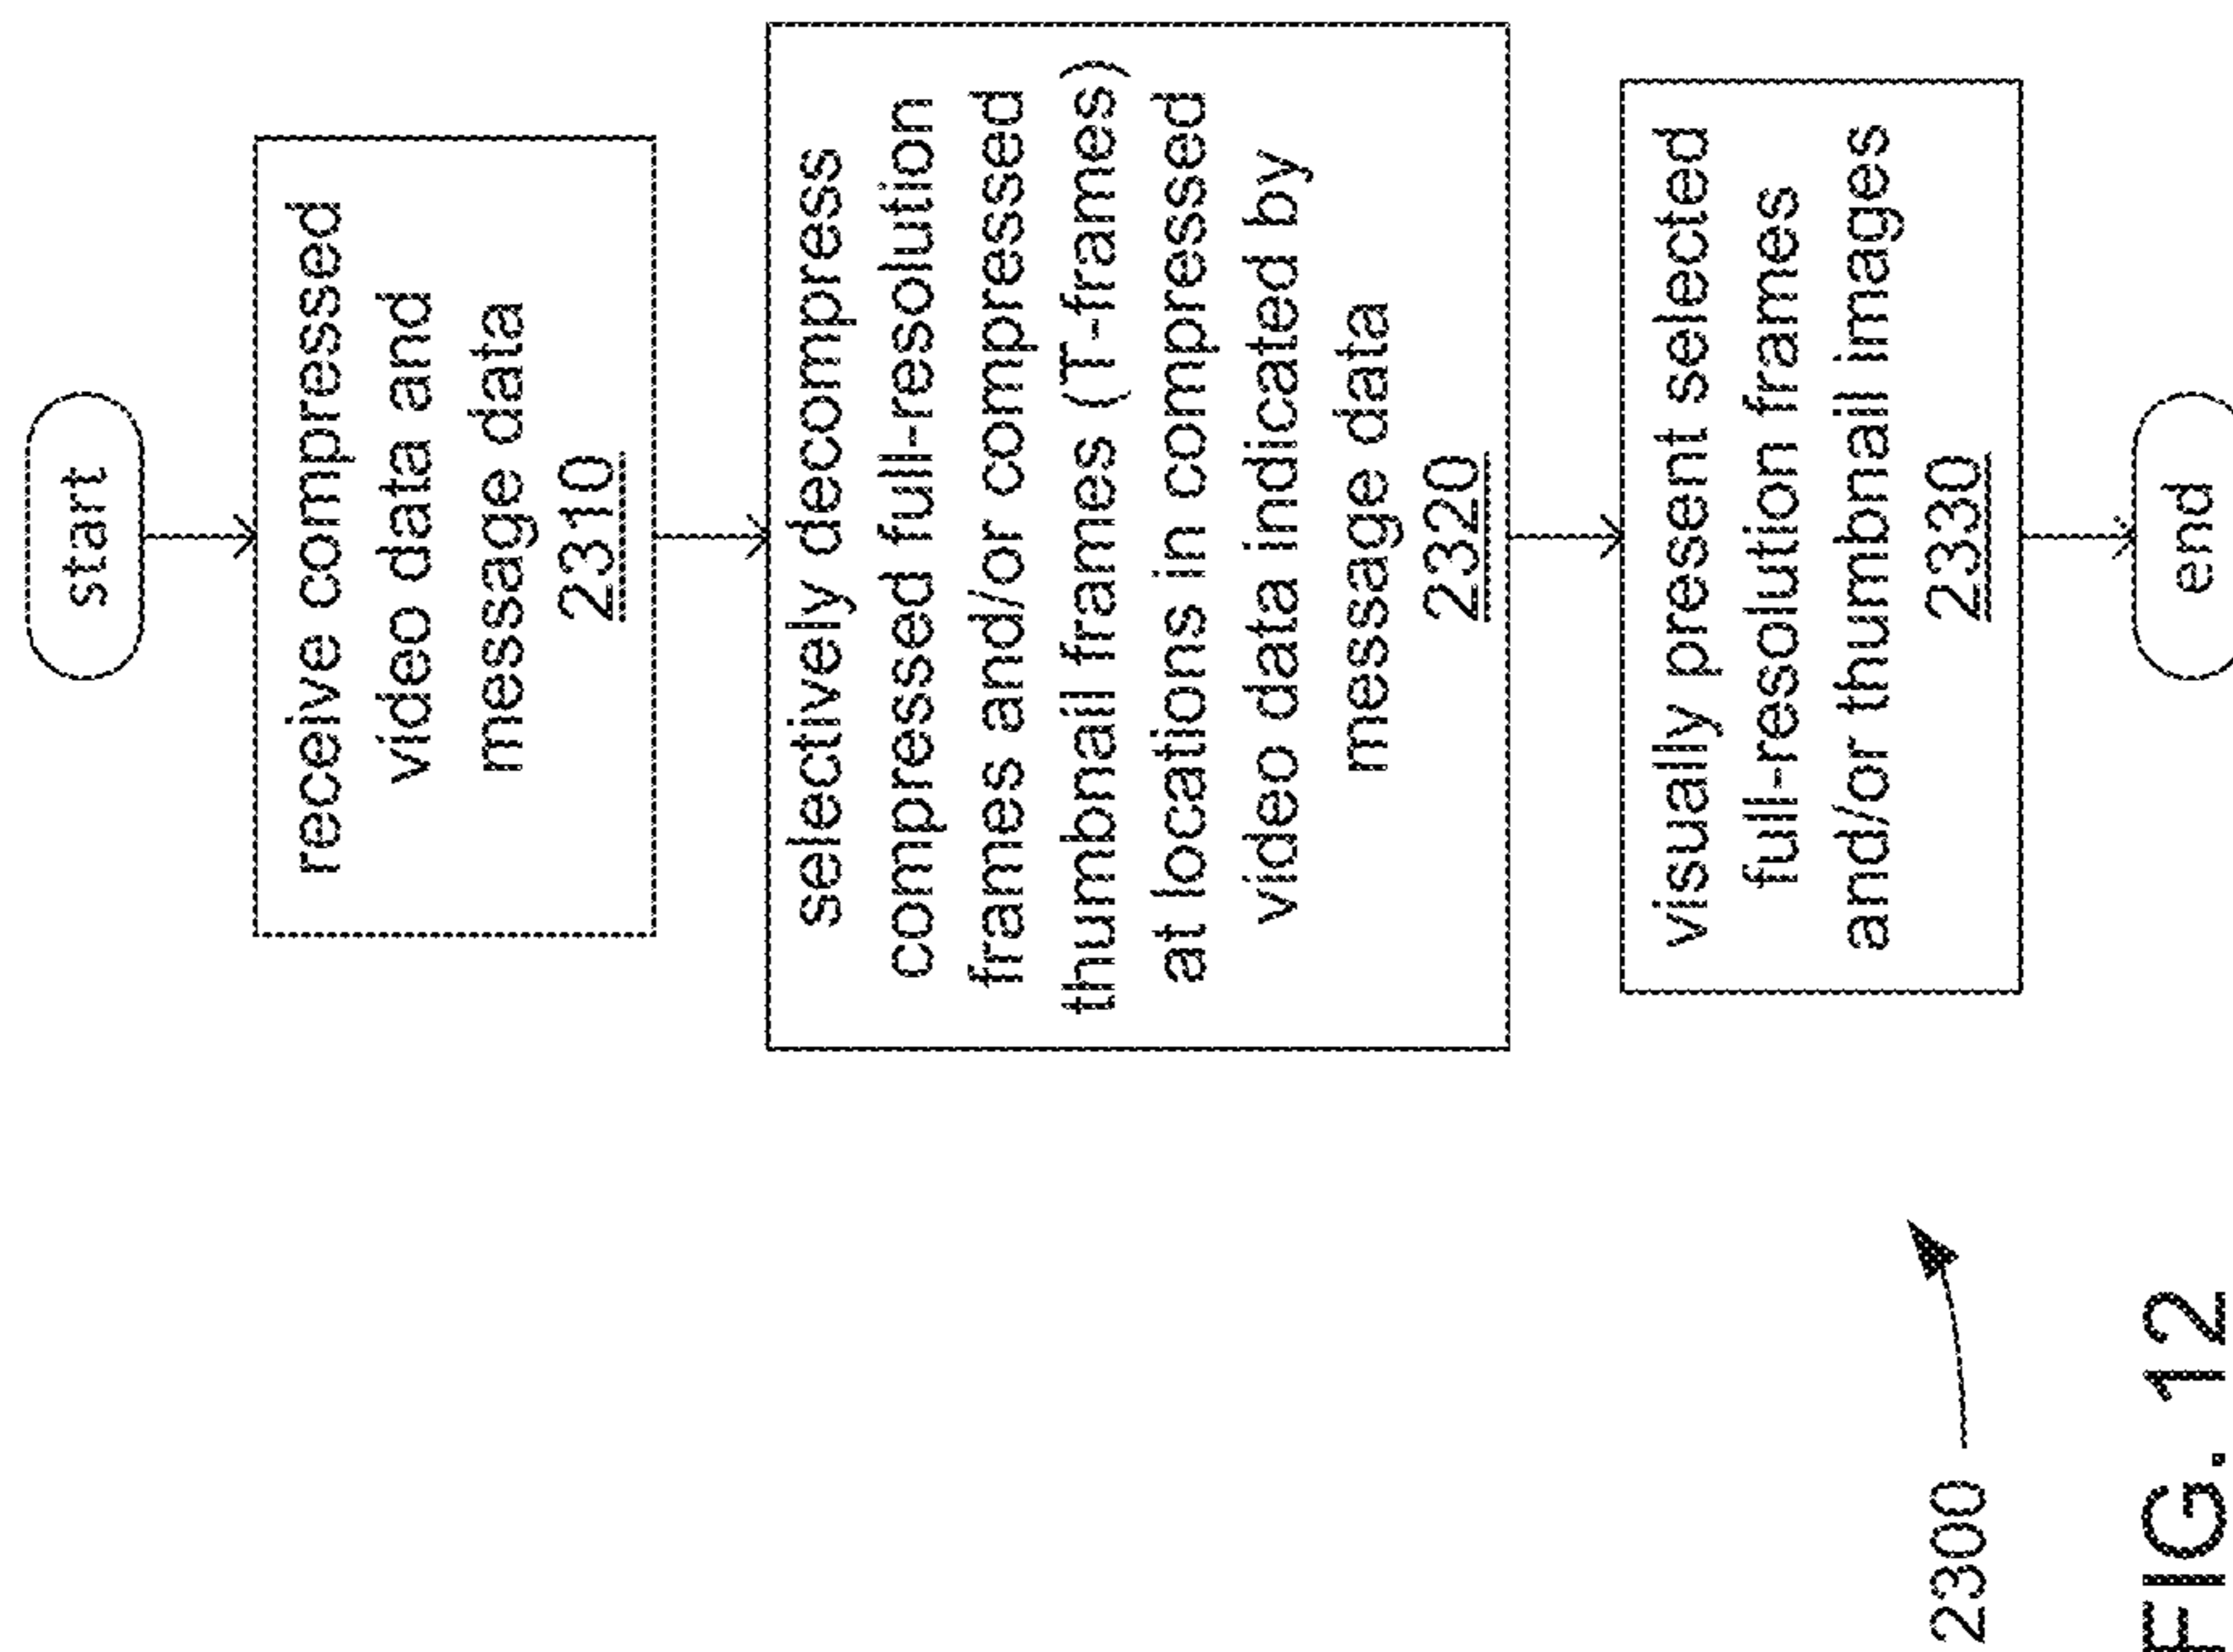 start
receive compressed
video data and
message data
2310
selectively decompress
compressed full-resolution
frames and/or compressed
thumbnail frames (T-frames)
at locations in compressed
video data indicated by
message data
2320
visually present selected
full-resolution frames
and/or thumbnail images
2330
end
2300
FIG. 12